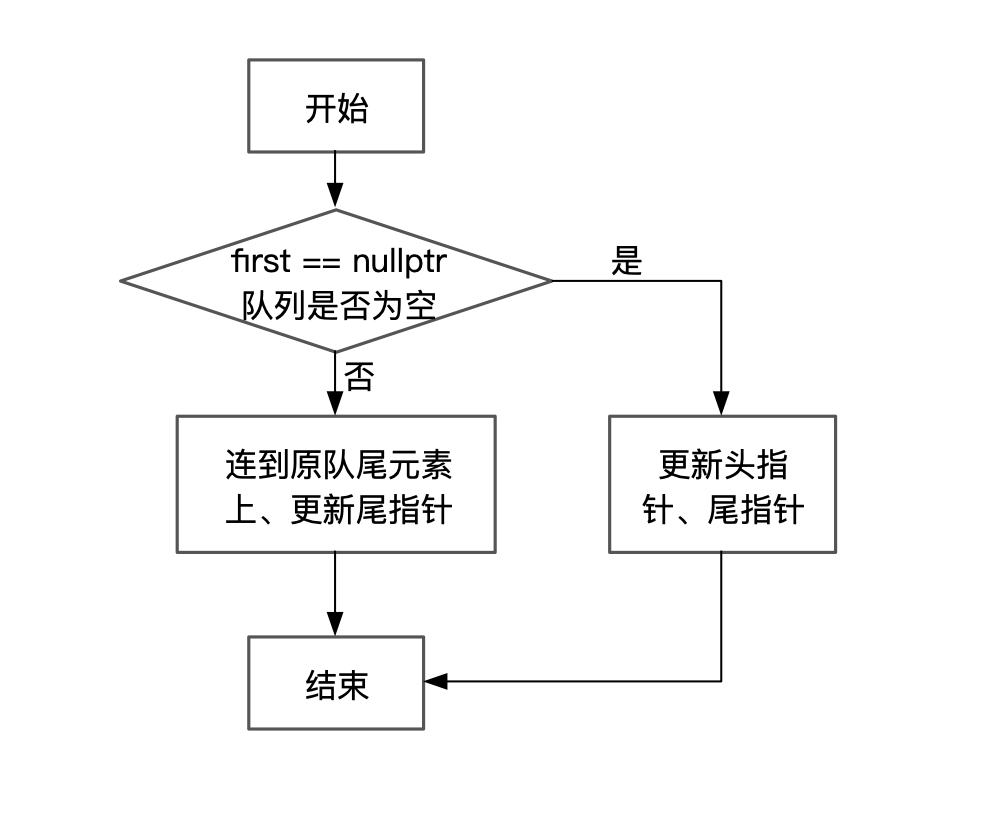 开始
first == nullptr
队列是否为空
是
否
连到原队尾元素
上、更新尾指针
更新头指
针、尾指针
结束